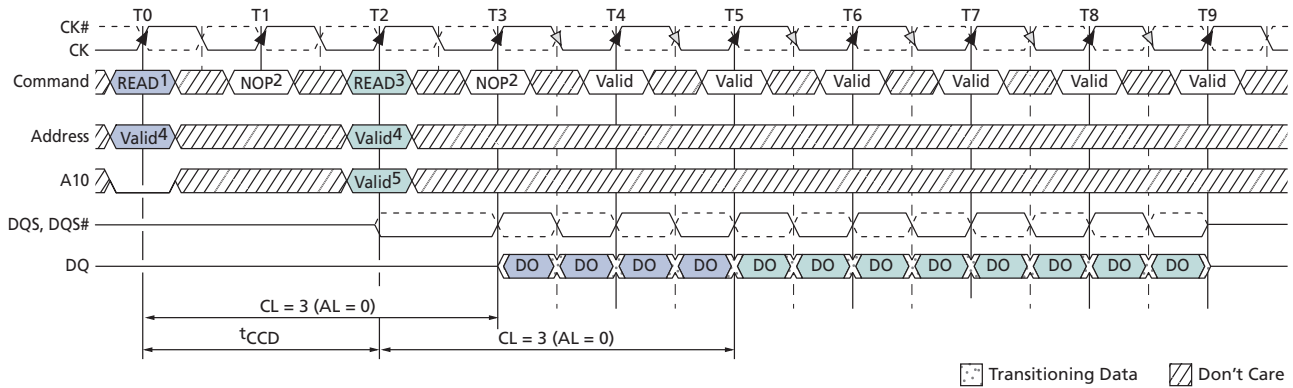 T0 T1 T2 T3 T4 T5 T6 T7 T8 T9
CK#
CK
Command READ1 NOP2 READ3 NOP2 Valid Valid Valid Valid Valid Valid
Address Valid4 Valid4
A10 Valid5
DQS, DQS#
DQ DO DO DO DO DO DO DO DO DO DO DO DO
CL = 3 (AL = 0)
tCCD CL = 3 (AL = 0)
Transitioning Data Don't Care